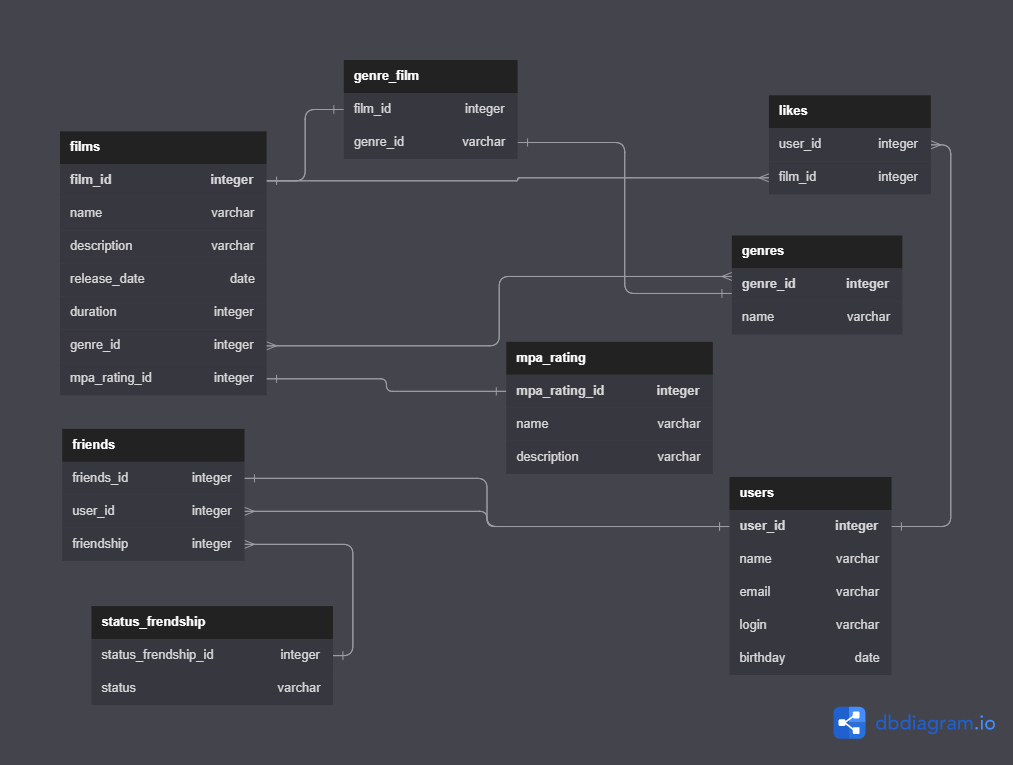 genre_film
film_id integer
genre_id varchar
likes
user_id integer
film_id integer
films
film_id integer
name varchar
description varchar
release_date date
duration integer
genre_id integer
mpa_rating_id integer
genres
genre_id integer
name varchar
mpa_rating
mpa_rating_id integer
name varchar
description varchar
friends
friends_id integer
user_id integer
friendship integer
users
user_id integer
name varchar
email varchar
login varchar
birthday date
status_frendship
status_frendship_id integer
status varchar
dbdiagram.io